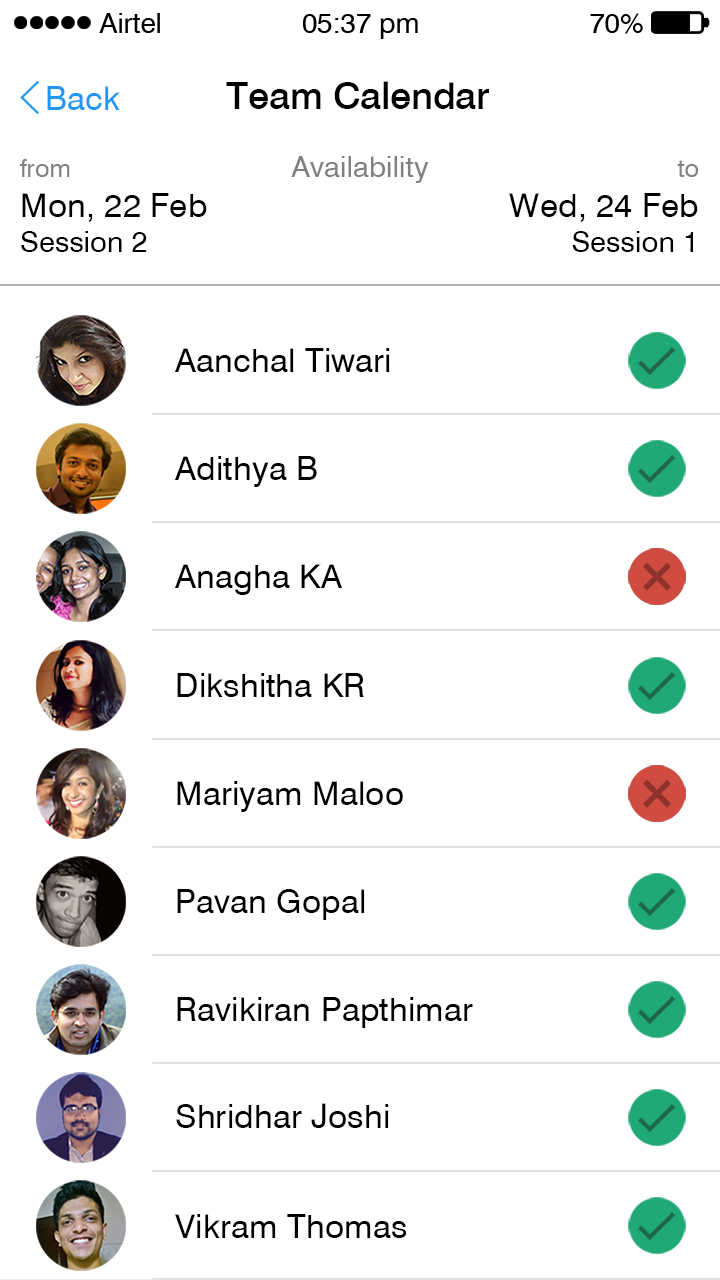 Airtel 05:37 pm 70%
Back Team Calendar
from Availability to
Mon, 22 Feb Wed, 24 Feb
Session 2 Session 1
Aanchal Tiwari
Adithya B
Anagha KA
Dikshitha KR
Mariyam Maloo
Pavan Gopal
Ravikiran Papthimar
Shridhar Joshi
Vikram Thomas